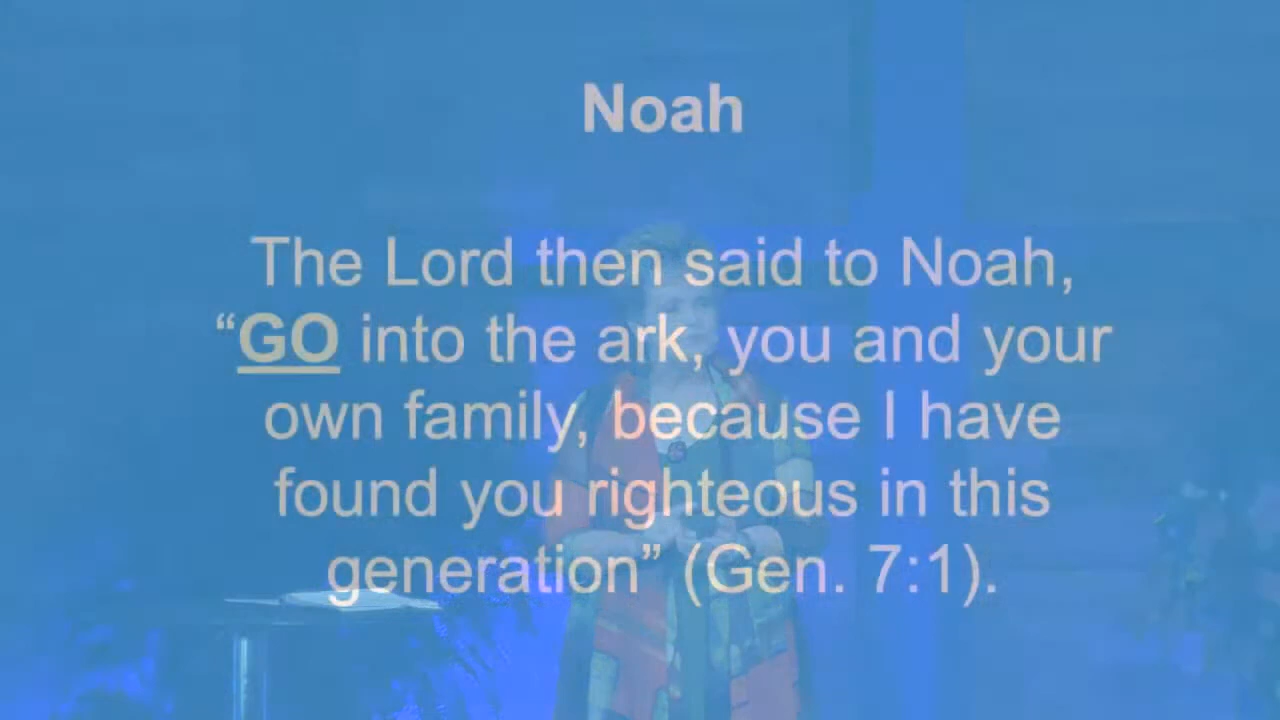 Noah
The Lord then said to Noah,
“GO into the ark, you and your
own family, because I have
found you righteous in this
generation” (Gen. 7:1).